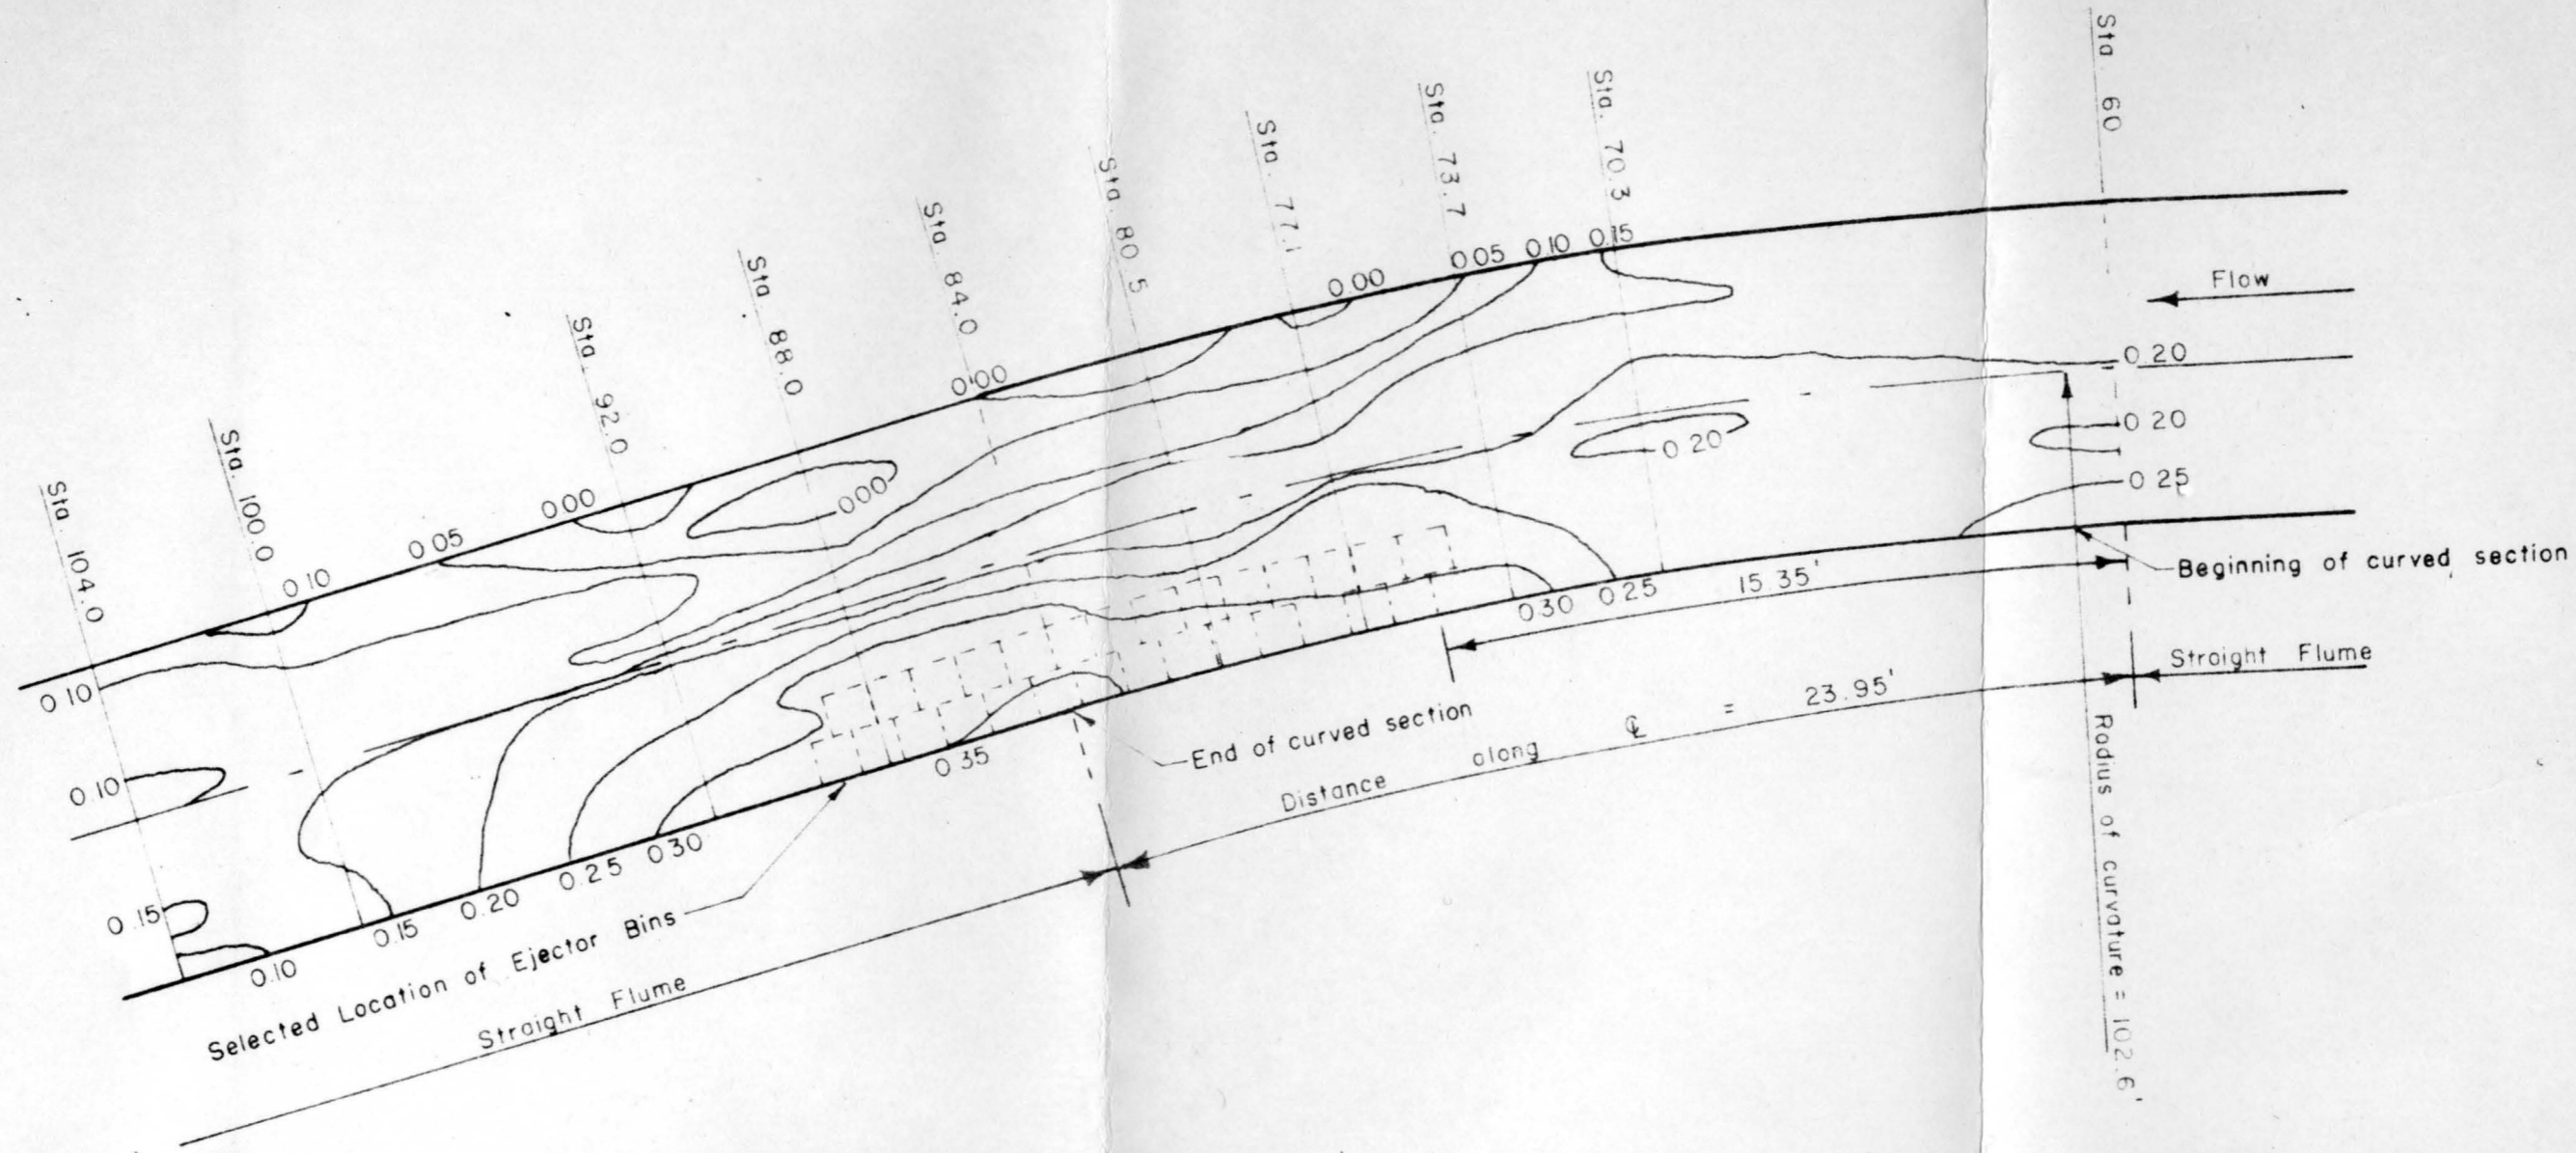 Sta. 60
Sta. 70.3
Sta. 73.7
Sta. 77.1
Sta. 80.5
Sta. 84.0
Sta. 88.0
Sta. 92.0
Sta. 100.0
Sta. 104.0
0.15
0.10
0.05
0.00
0.00
0.00
0.00
0.05
0.10
0.10
0.10
0.15
0.10
0.15
0.20
0.25
0.30
0.35
0.30
0.25
Flow
0.20
0.20
0.20
0.25
Beginning of curved section
15.35'
Straight Flume
23.95'
=
℄
along
Distance
End of curved section
Radius of curvature = 102.6'
Selected Location of Ejector Bins
Straight Flume